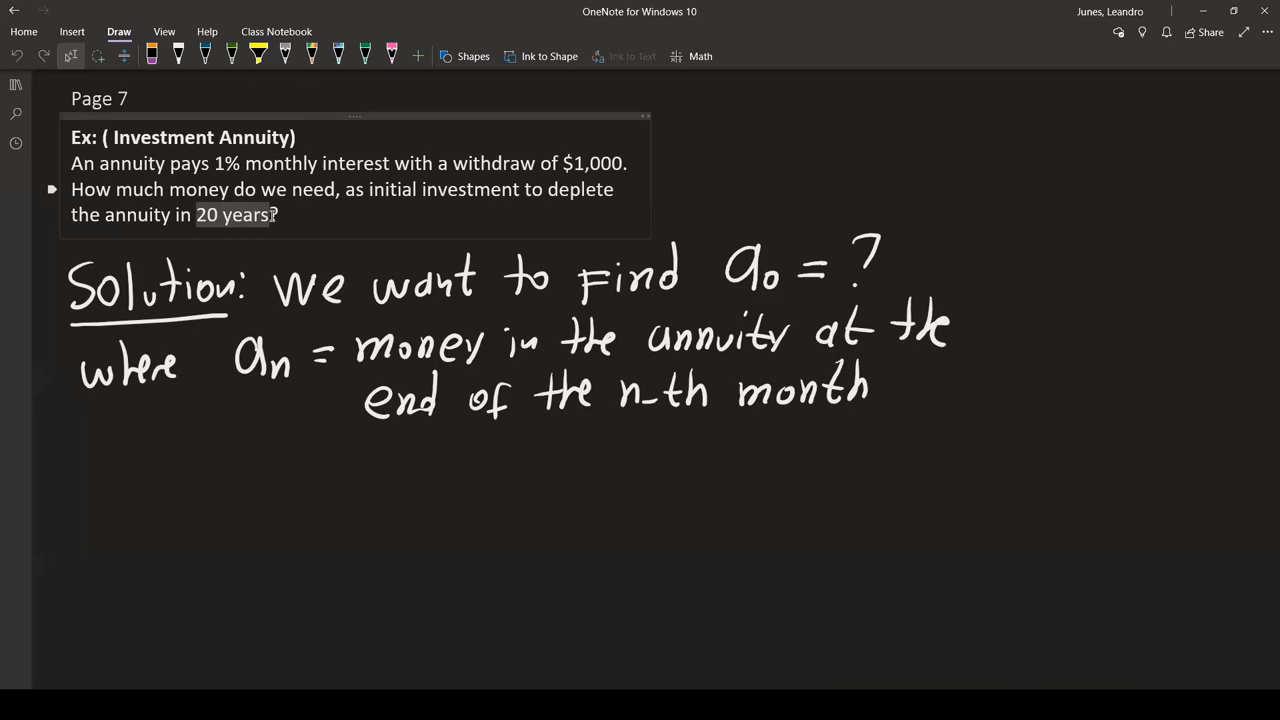 OneNote for Windows 10
Junes, Leandro
Home Insert Draw View Help Class Notebook
Share
Shapes Ink to Shape Ink to Text Math
Page 7
Ex: ( Investment Annuity)
An annuity pays 1% monthly interest with a withdraw of $1,000.
How much money do we need, as initial investment to deplete
the annuity in 20 years?
Solution: We want to Find a₀ = ?
where aₙ = money in the annuity at the
end of the n-th month